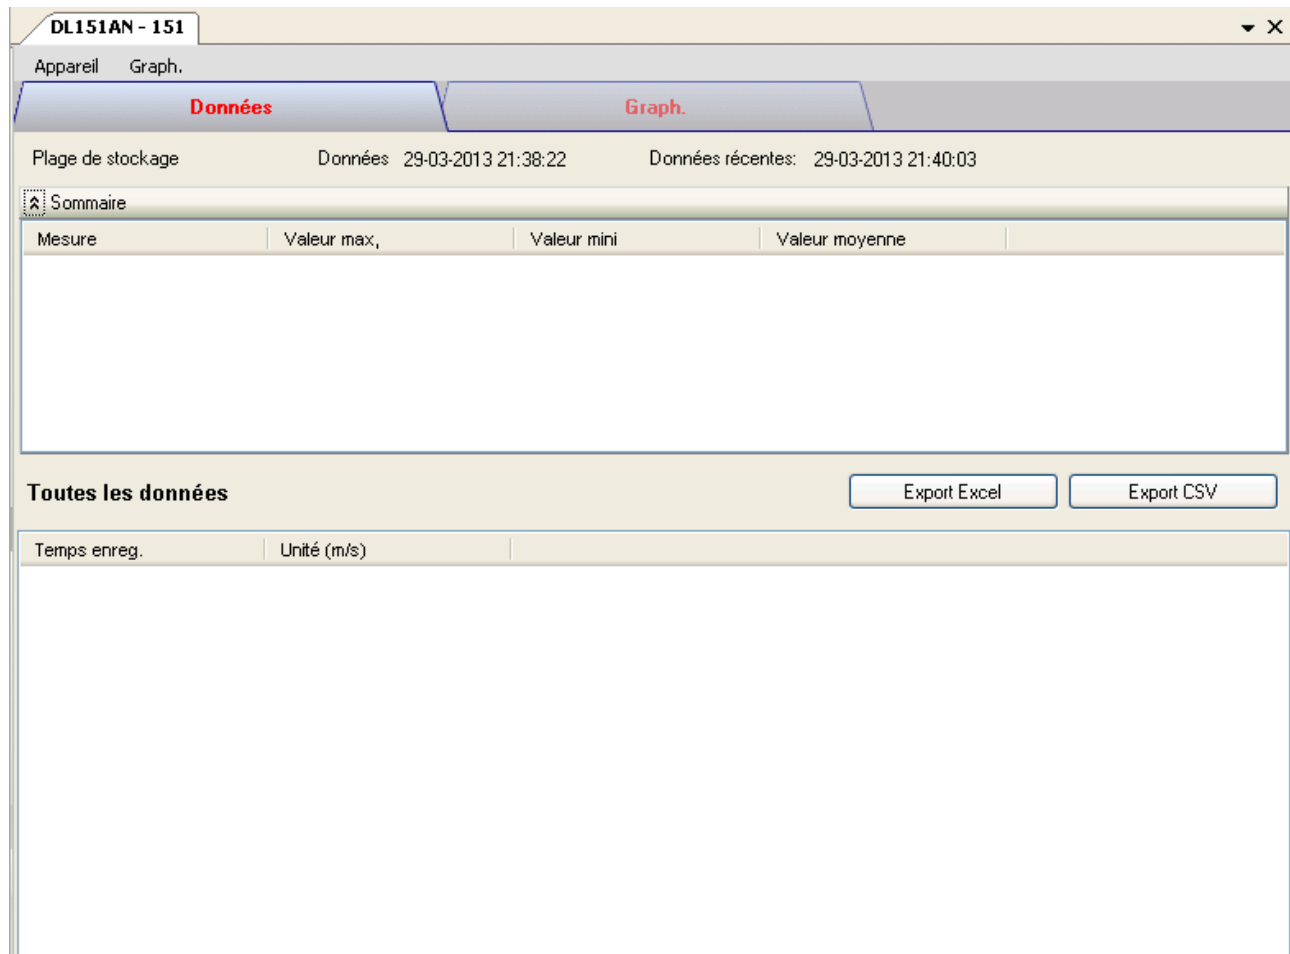 DL151AN - 151
Appareil Graph.
Données Graph.
Plage de stockage Données 29-03-2013 21:38:22 Données récentes: 29-03-2013 21:40:03
Sommaire
Mesure Valeur max, Valeur mini Valeur moyenne
Toutes les données Export Excel Export CSV
Temps enreg. Unité (m/s)